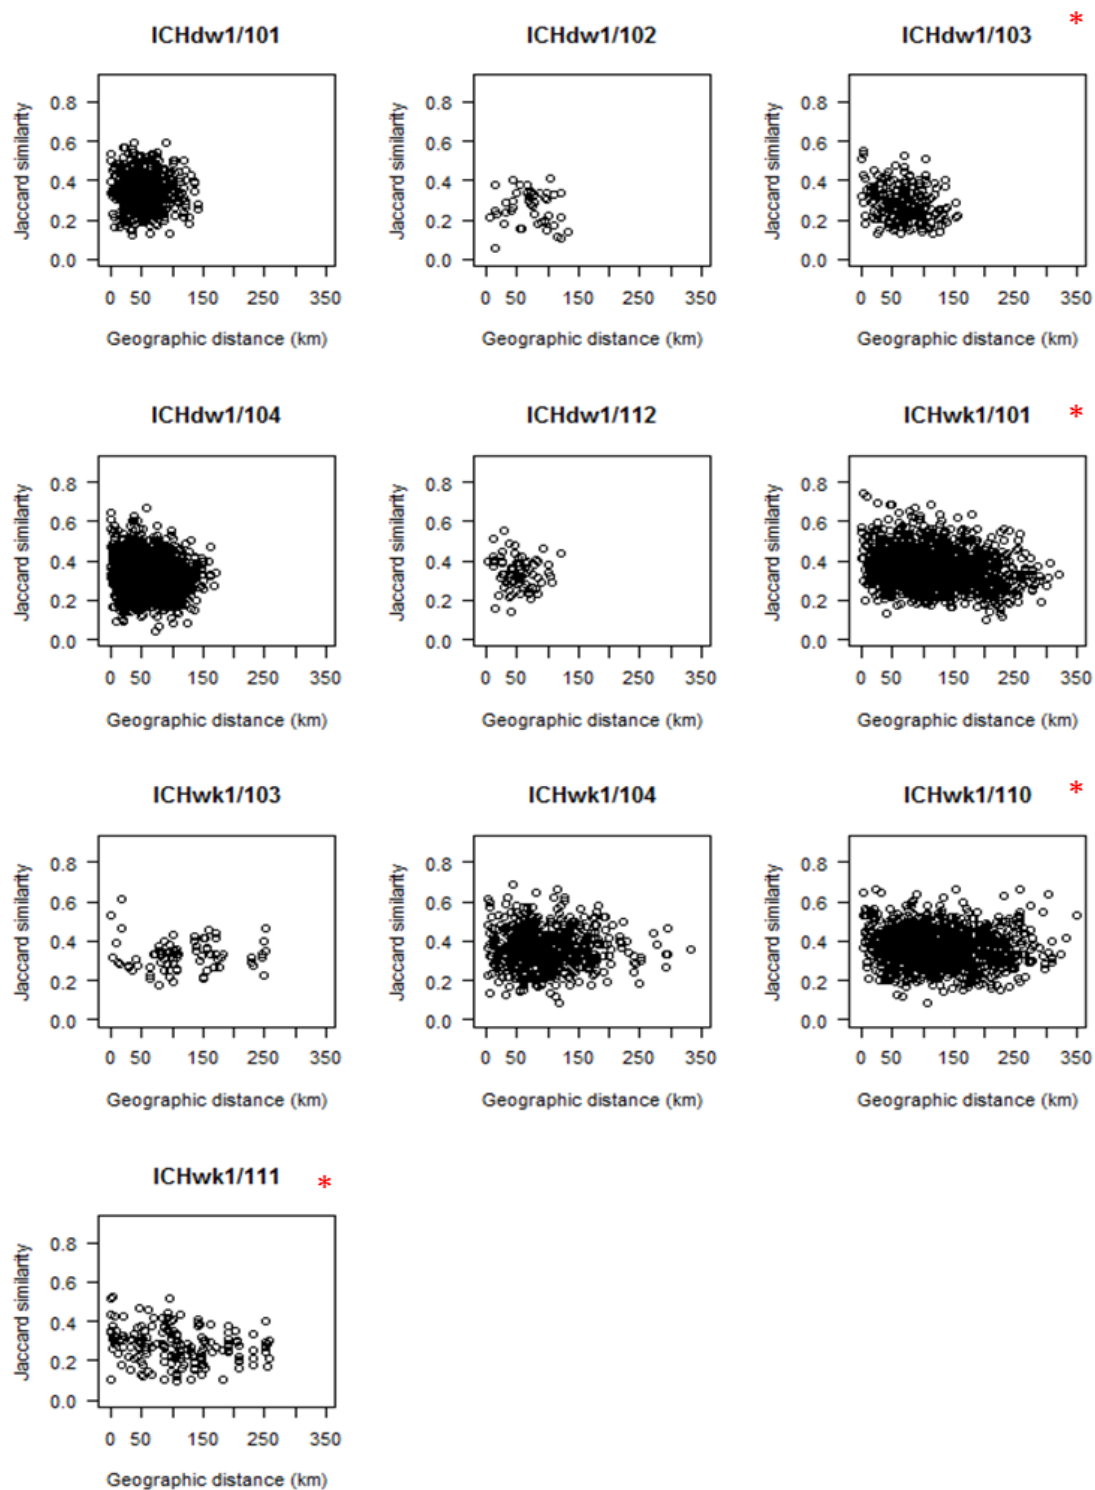 ICHdw1/101
Jaccard similarity
0.8
0.6
0.4
0.2
0.0
0 50 150 250 350
Geographic distance (km)
ICHdw1/102
Jaccard similarity
0.8
0.6
0.4
0.2
0.0
0 50 150 250 350
Geographic distance (km)
ICHdw1/103 *
Jaccard similarity
0.8
0.6
0.4
0.2
0.0
0 50 150 250 350
Geographic distance (km)
ICHdw1/104
Jaccard similarity
0.8
0.6
0.4
0.2
0.0
0 50 150 250 350
Geographic distance (km)
ICHdw1/112
Jaccard similarity
0.8
0.6
0.4
0.2
0.0
0 50 150 250 350
Geographic distance (km)
ICHwk1/101 *
Jaccard similarity
0.8
0.6
0.4
0.2
0.0
0 50 150 250 350
Geographic distance (km)
ICHwk1/103
Jaccard similarity
0.8
0.6
0.4
0.2
0.0
0 50 150 250 350
Geographic distance (km)
ICHwk1/104
Jaccard similarity
0.8
0.6
0.4
0.2
0.0
0 50 150 250 350
Geographic distance (km)
ICHwk1/110 *
Jaccard similarity
0.8
0.6
0.4
0.2
0.0
0 50 150 250 350
Geographic distance (km)
ICHwk1/111 *
Jaccard similarity
0.8
0.6
0.4
0.2
0.0
0 50 150 250 350
Geographic distance (km)